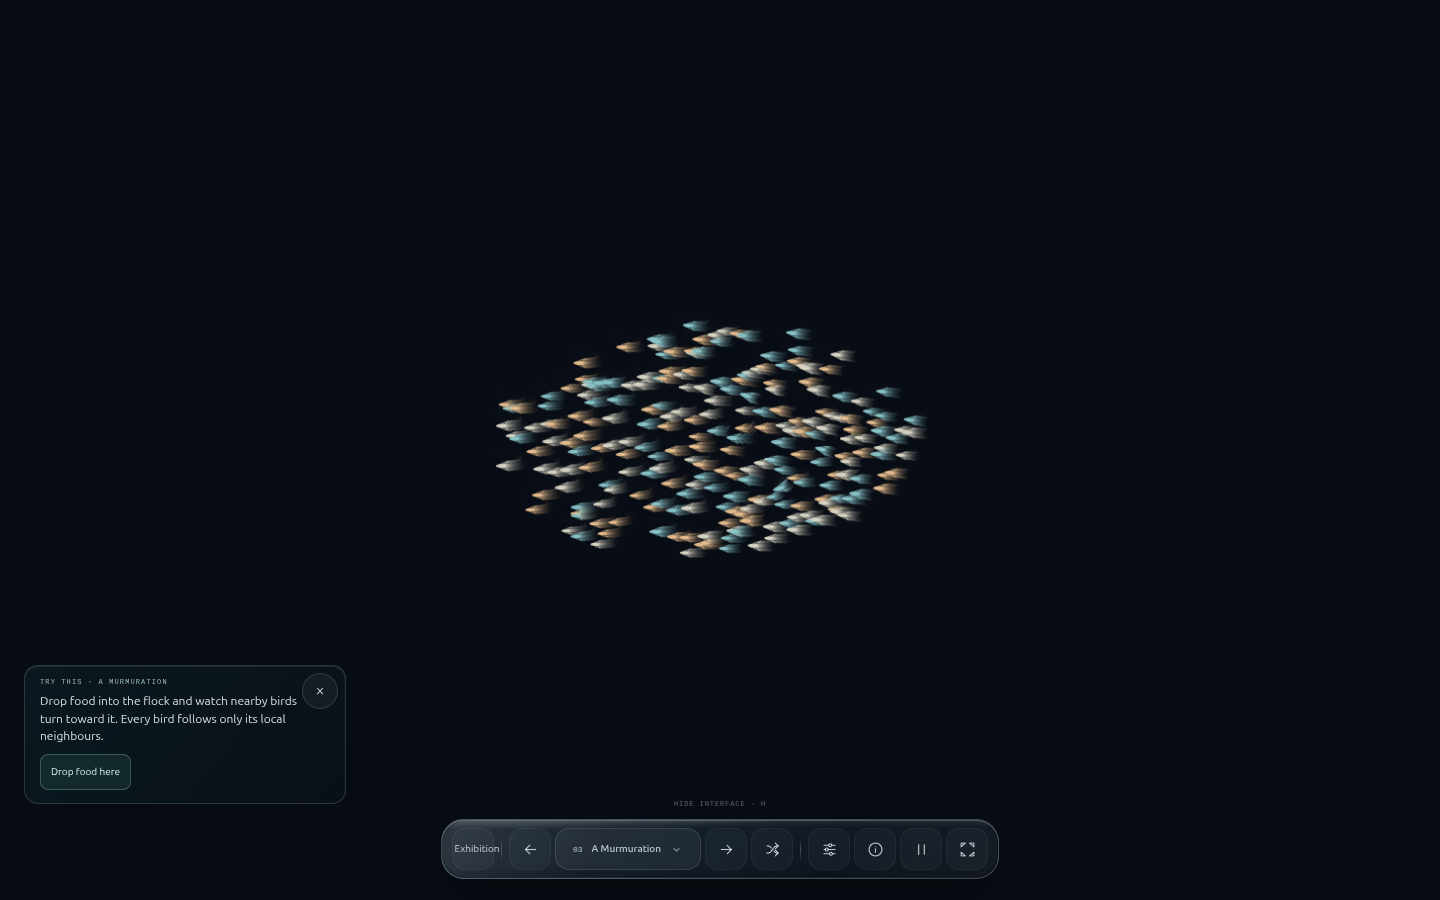 TRY THIS · A MURMURATION
Drop food into the flock and watch nearby birds
turn toward it. Every bird follows only its local
neighbours.
Drop food here
HIDE INTERFACE · H
Exhibition
03 A Murmuration